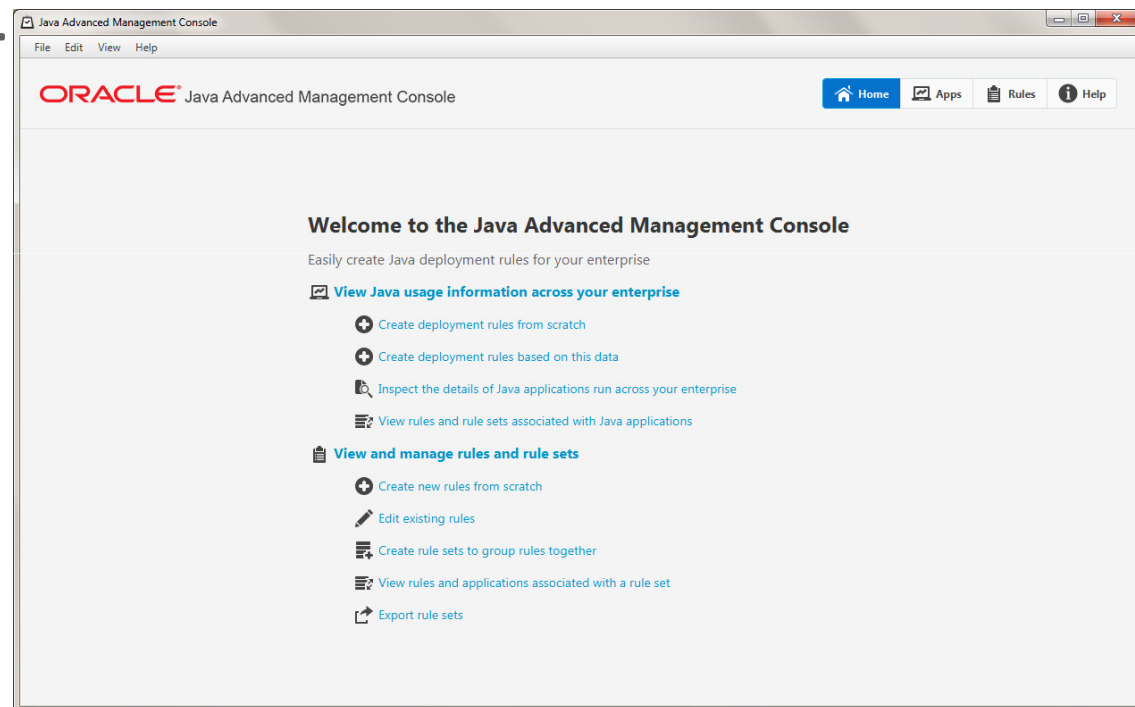 Java Advanced Management Console
File Edit View Help
ORACLE® Java Advanced Management Console
Home Apps Rules Help
Welcome to the Java Advanced Management Console
Easily create Java deployment rules for your enterprise
View Java usage information across your enterprise
Create deployment rules from scratch
Create deployment rules based on this data
Inspect the details of Java applications run across your enterprise
View rules and rule sets associated with Java applications
View and manage rules and rule sets
Create new rules from scratch
Edit existing rules
Create rule sets to group rules together
View rules and applications associated with a rule set
Export rule sets